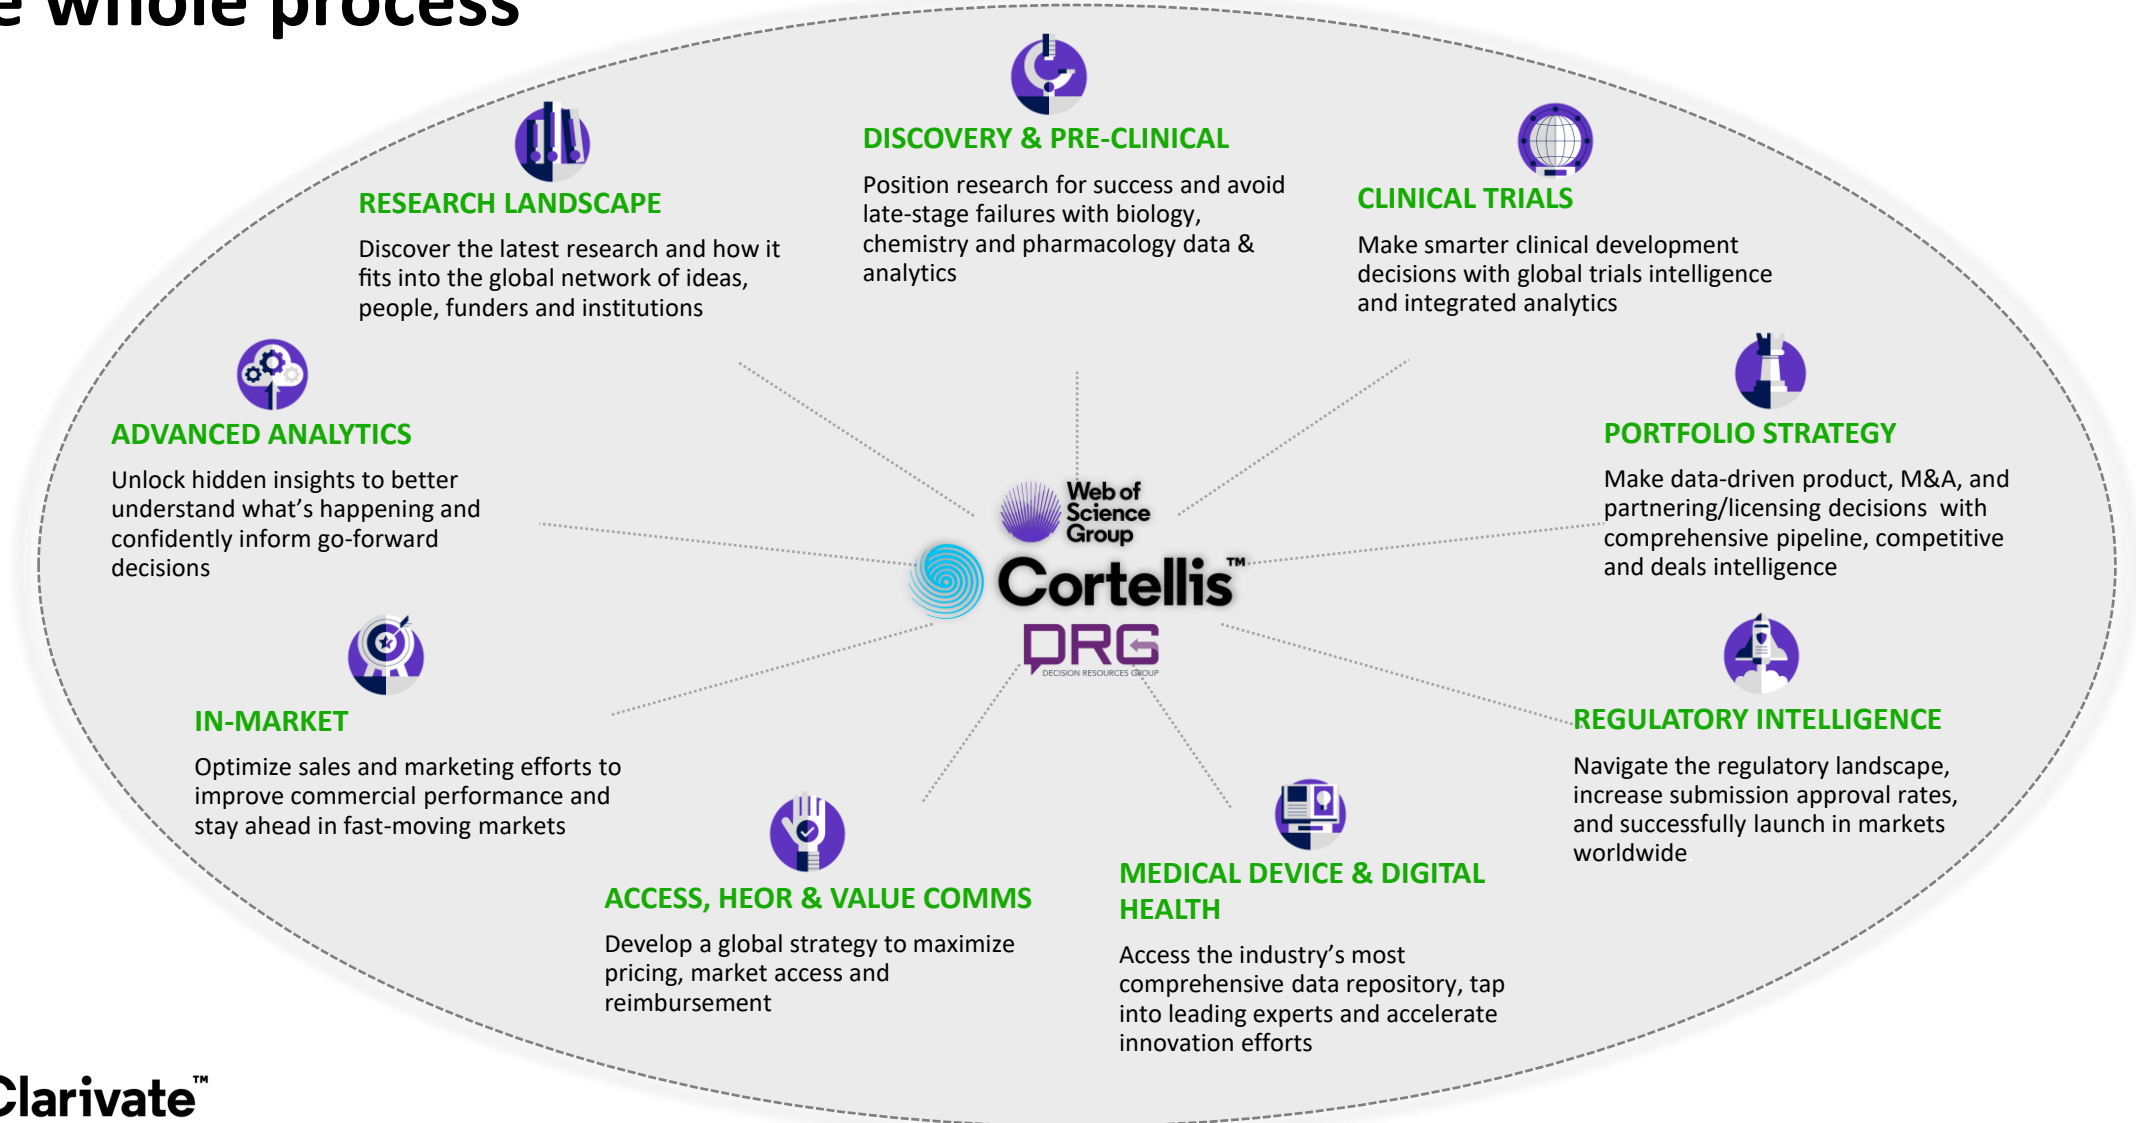 e whole process
DISCOVERY & PRE-CLINICAL
Position research for success and avoid
late-stage failures with biology,
chemistry and pharmacology data &
analytics
RESEARCH LANDSCAPE
Discover the latest research and how it
fits into the global network of ideas,
people, funders and institutions
CLINICAL TRIALS
Make smarter clinical development
decisions with global trials intelligence
and integrated analytics
ADVANCED ANALYTICS
Unlock hidden insights to better
understand what's happening and
confidently inform go-forward
decisions
PORTFOLIO STRATEGY
Make data-driven product, M&A, and
partnering/licensing decisions with
comprehensive pipeline, competitive
and deals intelligence
Web of
Science
Group
Cortellis™
DRG
DECISION RESOURCES GROUP
IN-MARKET
Optimize sales and marketing efforts to
improve commercial performance and
stay ahead in fast-moving markets
REGULATORY INTELLIGENCE
Navigate the regulatory landscape,
increase submission approval rates,
and successfully launch in markets
worldwide
ACCESS, HEOR & VALUE COMMS
Develop a global strategy to maximize
pricing, market access and
reimbursement
MEDICAL DEVICE & DIGITAL
HEALTH
Access the industry's most
comprehensive data repository, tap
into leading experts and accelerate
innovation efforts
Clarivate™